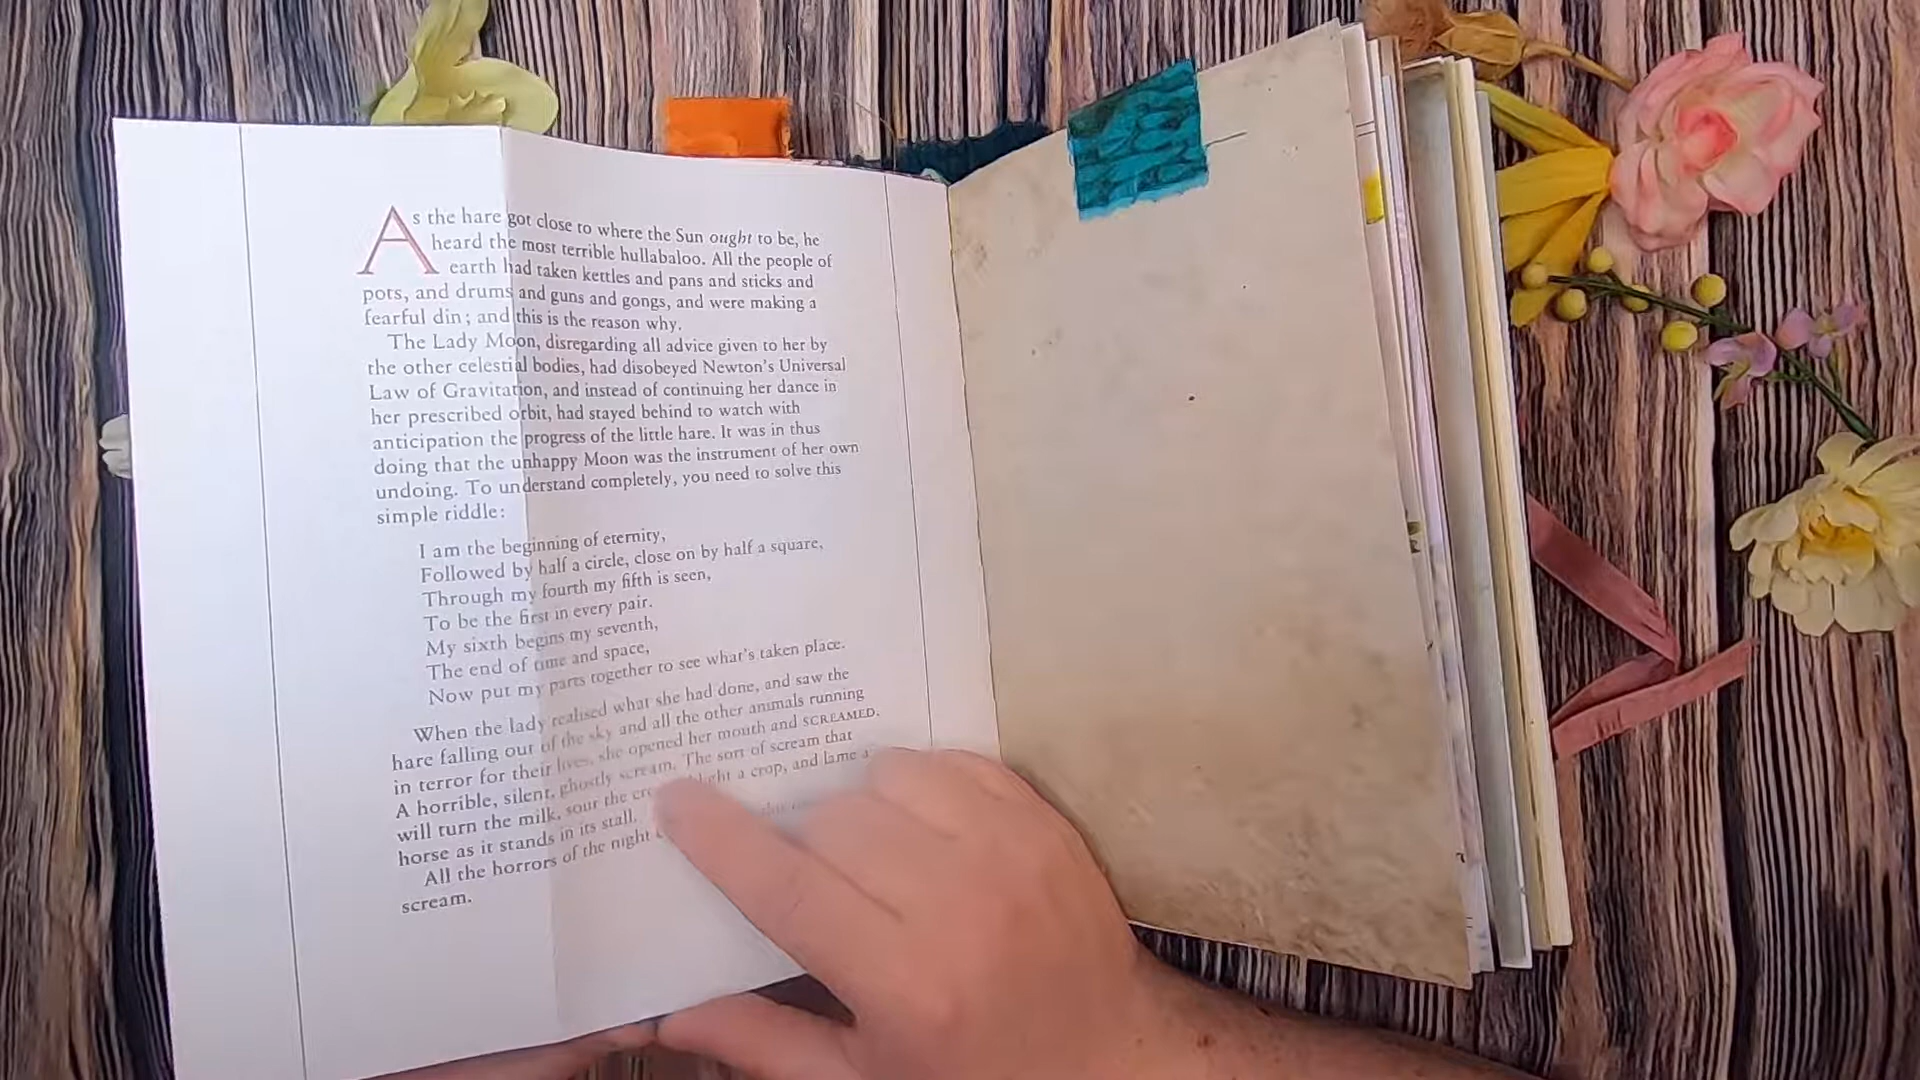 As the hare got close to where the Sun ought to be, he
heard the most terrible hullabaloo. All the people of
earth had taken kettles and pans and sticks and
pots, and drums and guns and gongs, and were making a
fearful din; and this is the reason why.
The Lady Moon, disregarding all advice given to her by
the other celestial bodies, had disobeyed Newton's Universal
Law of Gravitation, and instead of continuing her dance in
her prescribed orbit, had stayed behind to watch with
anticipation the progress of the little hare. It was in thus
doing that the unhappy Moon was the instrument of her own
undoing. To understand completely, you need to solve this
simple riddle:
I am the beginning of eternity,
Followed by half a circle, close on by half a square,
Through my fourth my fifth is seen,
To be the first in every pair.
My sixth begins my seventh,
The end of time and space,
Now put my parts together to see what's taken place.
When the lady realised what she had done, and saw the
hare falling out of the sky and all the other animals running
in terror for their lives, she opened her mouth and SCREAMED.
A horrible, silent, ghostly scream. The sort of scream that
will turn the milk, sour the a crop, and lame a
horse as it stands in its stall.
All the horrors of the night
scream.